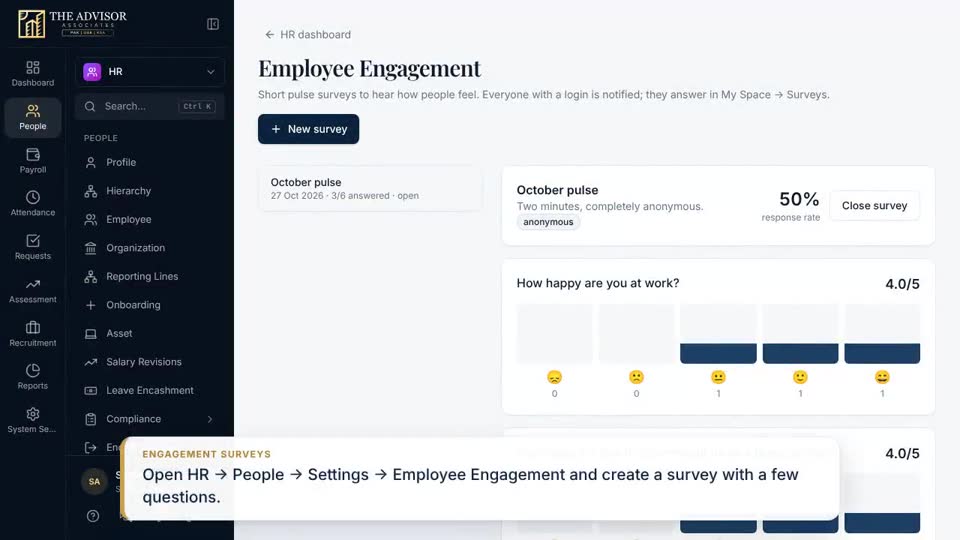 THE ADVISOR
ASSOCIATES
Dashboard
People
Payroll
Attendance
Requests
Assessment
Recruitment
Reports
System Se...
HR
Search...
Ctrl K
PEOPLE
Profile
Hierarchy
Employee
Organization
Reporting Lines
Onboarding
Asset
Salary Revisions
Leave Encashment
Compliance
SA
← HR dashboard
Employee Engagement
Short pulse surveys to hear how people feel. Everyone with a login is notified; they answer in My Space → Surveys.
+ New survey
October pulse
27 Oct 2026 · 3/6 answered · open
October pulse
Two minutes, completely anonymous.
anonymous
50%
response rate
Close survey
How happy are you at work?
4.0/5
0
0
1
1
1
4.0/5
ENGAGEMENT SURVEYS
Open HR → People → Settings → Employee Engagement and create a survey with a few
questions.